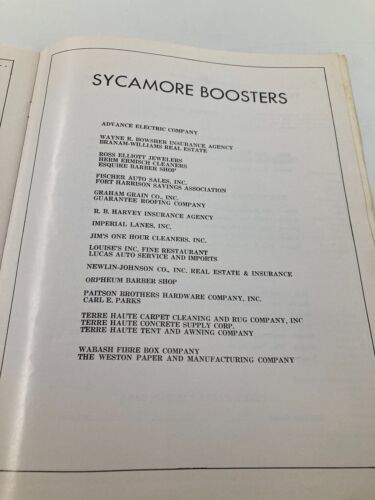 SYCAMORE BOOSTERS
ADVANCE ELECTRIC COMPANY
WAYNE R. BOWSHER INSURANCE AGENCY
BRANAM-WILLIAMS REAL ESTATE
ROSS ELLIOTT JEWELERS
HERM ERMISCH CLEANERS
ESQUIRE BARBER SHOP
FISCHER AUTO SALES, INC.
FORT HARRISON SAVINGS ASSOCIATION
GRAHAM GRAIN CO., INC.
GUARANTEE ROOFING COMPANY
R. B. HARVEY INSURANCE AGENCY
IMPERIAL LANES, INC.
JIM'S ONE HOUR CLEANERS, INC.
LOUISE'S INC. FINE RESTAURANT
LUCAS AUTO SERVICE AND IMPORTS
NEWLIN-JOHNSON CO., INC. REAL ESTATE & INSURANCE
ORPHEUM BARBER SHOP
PAITSON BROTHERS HARDWARE COMPANY, INC.
CARL E. PARKS
TERRE HAUTE CARPET CLEANING AND RUG COMPANY, INC
TERRE HAUTE CONCRETE SUPPLY CORP.
TERRE HAUTE TENT AND AWNING COMPANY
WABASH FIBRE BOX COMPANY
THE WESTON PAPER AND MANUFACTURING COMPANY